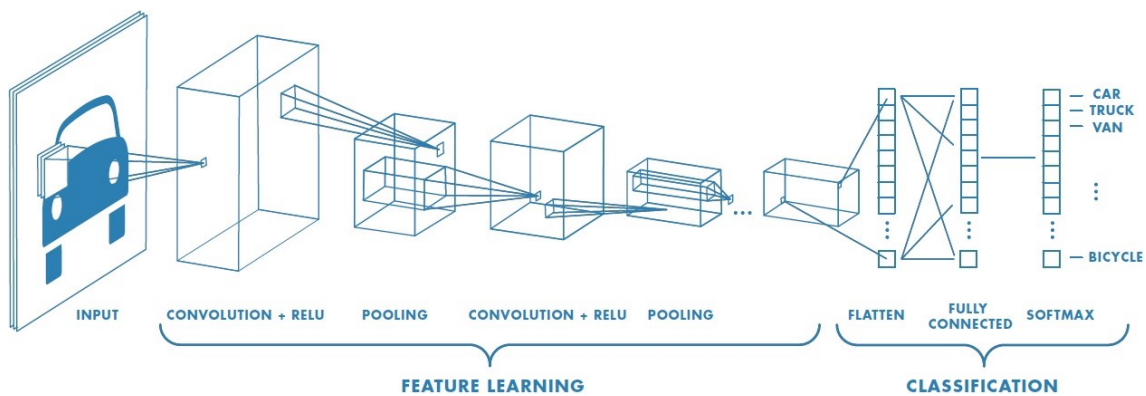 CAR
TRUCK
VAN
BICYCLE
INPUT
CONVOLUTION + RELU
POOLING
CONVOLUTION + RELU
POOLING
FLATTEN
FULLY
CONNECTED
SOFTMAX
FEATURE LEARNING
CLASSIFICATION